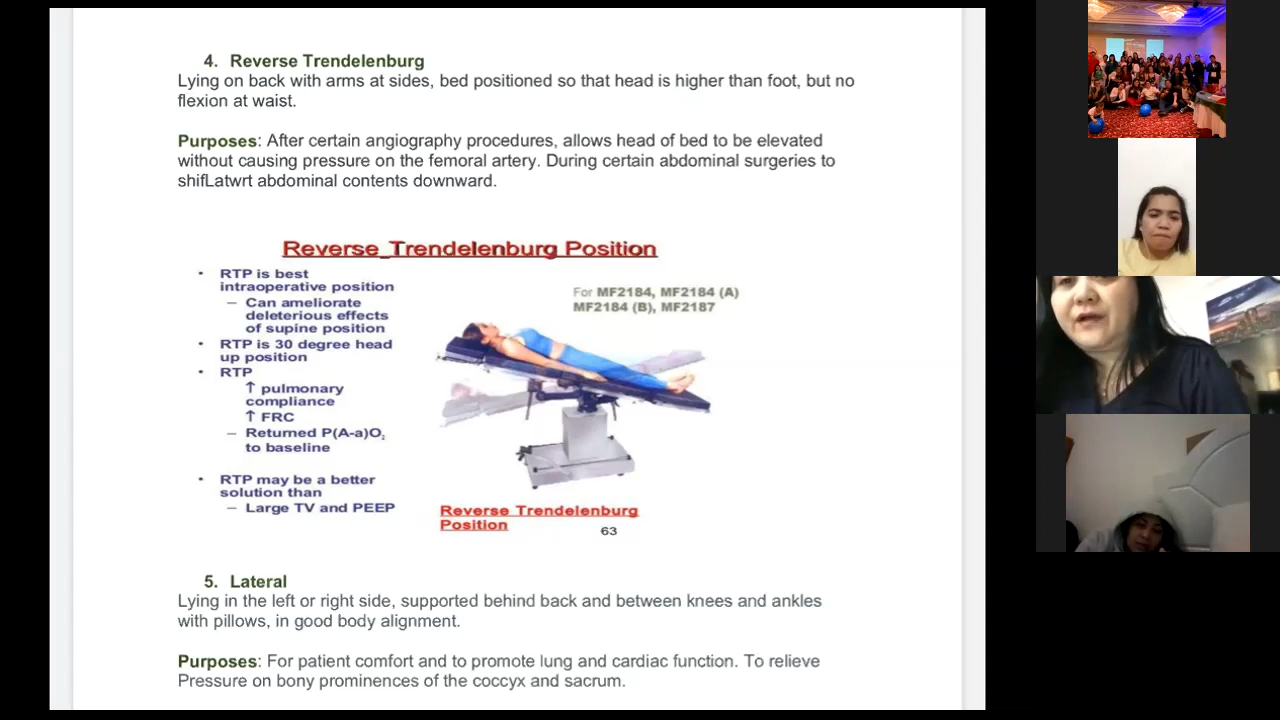 4. Reverse Trendelenburg
Lying on back with arms at sides, bed positioned so that head is higher than foot, but no
flexion at waist.
Purposes: After certain angiography procedures, allows head of bed to be elevated
without causing pressure on the femoral artery. During certain abdominal surgeries to
shifLatwrt abdominal contents downward.
Reverse_Trendelenburg Position
• RTP is best
intraoperative position
– Can ameliorate
deleterious effects
of supine position
• RTP is 30 degree head
up position
• RTP
↑ pulmonary
compliance
↑ FRC
– Returned P(A-a)O₂
to baseline
• RTP may be a better
solution than
– Large TV and PEEP
For MF2184, MF2184 (A)
MF2184 (B), MF2187
Reverse Trendelenburg
Position
63
5. Lateral
Lying in the left or right side, supported behind back and between knees and ankles
with pillows, in good body alignment.
Purposes: For patient comfort and to promote lung and cardiac function. To relieve
Pressure on bony prominences of the coccyx and sacrum.